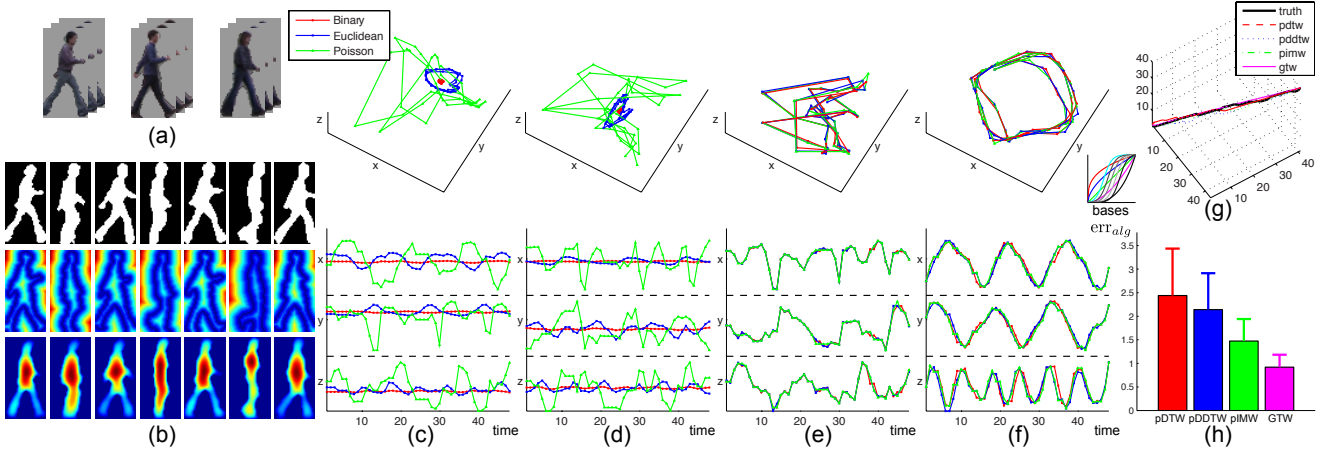 Binary
Euclidean
Poisson
truth
pdtw
pddtw
pimw
gtw
(a)
z
x
y
z
x
y
z
x
y
z
x
y
bases
40
30
20
10
10
20
30
40
10
20
30
40
(g)
(b)
x
y
z
10 20 30 40
time
(c)
x
y
z
10 20 30 40
time
(d)
x
y
z
10 20 30 40
time
(e)
x
y
z
10 20 30 40
time
(f)
err_alg
3.5
3
2.5
2
1.5
1
0.5
0
pDTW pDDTW pIMW GTW
(h)